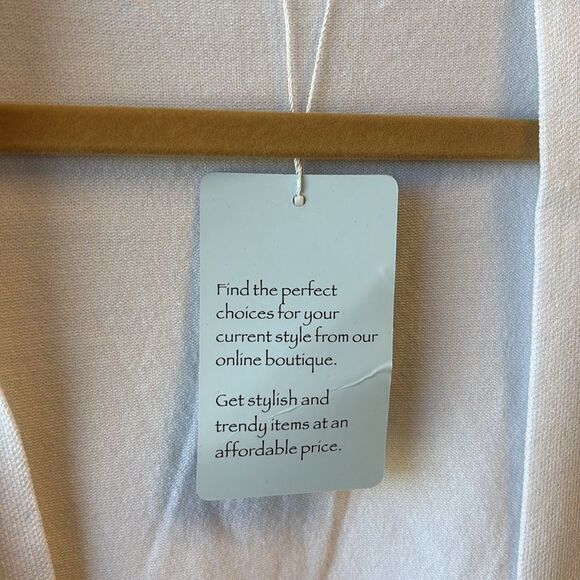 Find the perfect
choices for your
current style from our
online boutique.
Get stylish and
trendy items at an
affordable price.